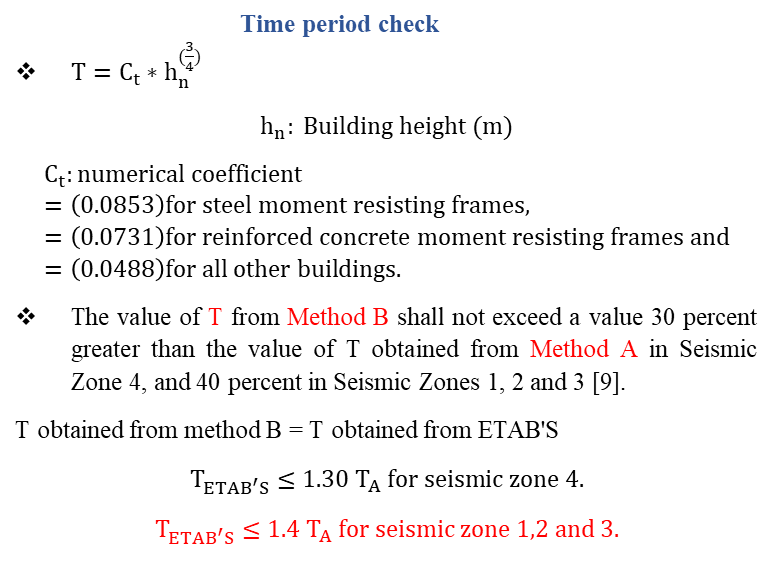 Time period check
❖ T = Cₜ ∗ hₙ^(3/4)
hₙ: Building height (m)
Cₜ: numerical coefficient
= (0.0853)for steel moment resisting frames,
= (0.0731)for reinforced concrete moment resisting frames and
= (0.0488)for all other buildings.
❖ The value of T from Method B shall not exceed a value 30 percent
greater than the value of T obtained from Method A in Seismic
Zone 4, and 40 percent in Seismic Zones 1, 2 and 3 [9].
T obtained from method B = T obtained from ETAB'S
T_ETAB′S ≤ 1.30 T_A for seismic zone 4.
T_ETAB′S ≤ 1.4 T_A for seismic zone 1,2 and 3.